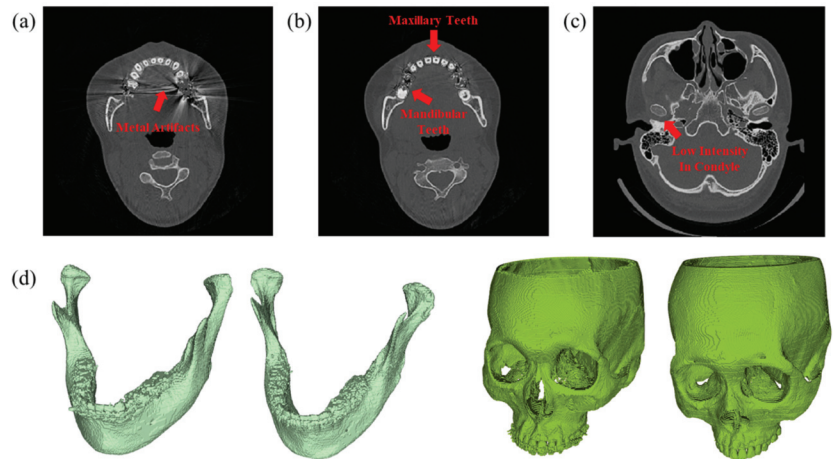 (a)
Metal Artifacts
(b)
Maxillary Teeth
Mandibular
Teeth
(c)
Low Intensity
In Condyle
(d)